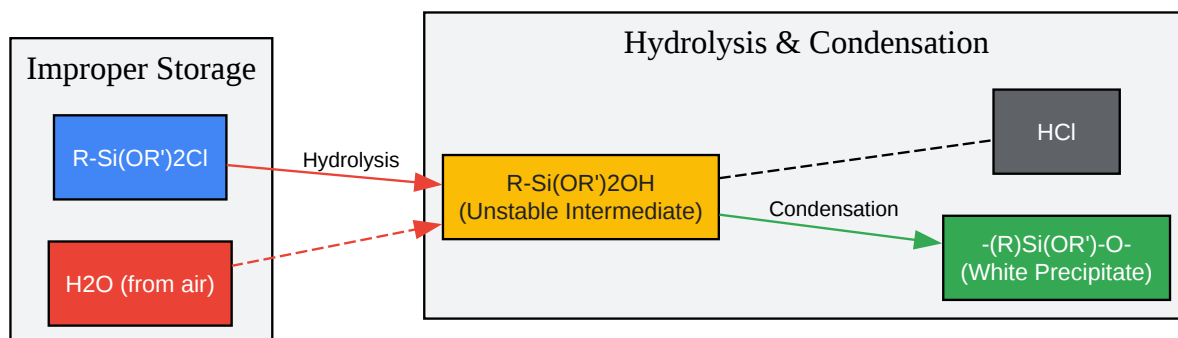 Improper Storage
R-Si(OR')2Cl
H2O (from air)
Hydrolysis
Hydrolysis & Condensation
R-Si(OR')2OH
(Unstable Intermediate)
Condensation
HCl
-(R)Si(OR')-O-
(White Precipitate)